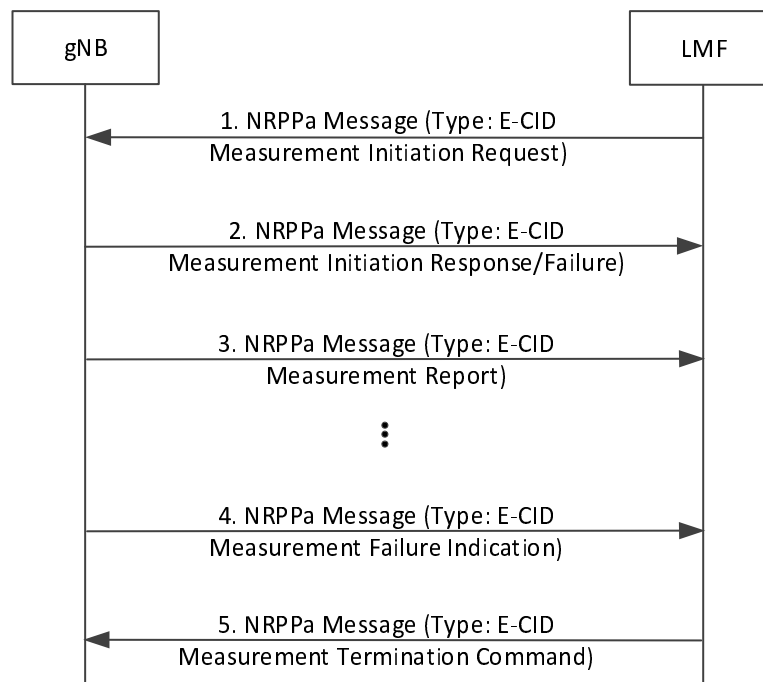 gNB
LMF
1. NRPPa Message (Type: E-CID
Measurement Initiation Request)
2. NRPPa Message (Type: E-CID
Measurement Initiation Response/Failure)
3. NRPPa Message (Type: E-CID
Measurement Report)
4. NRPPa Message (Type: E-CID
Measurement Failure Indication)
5. NRPPa Message (Type: E-CID
Measurement Termination Command)